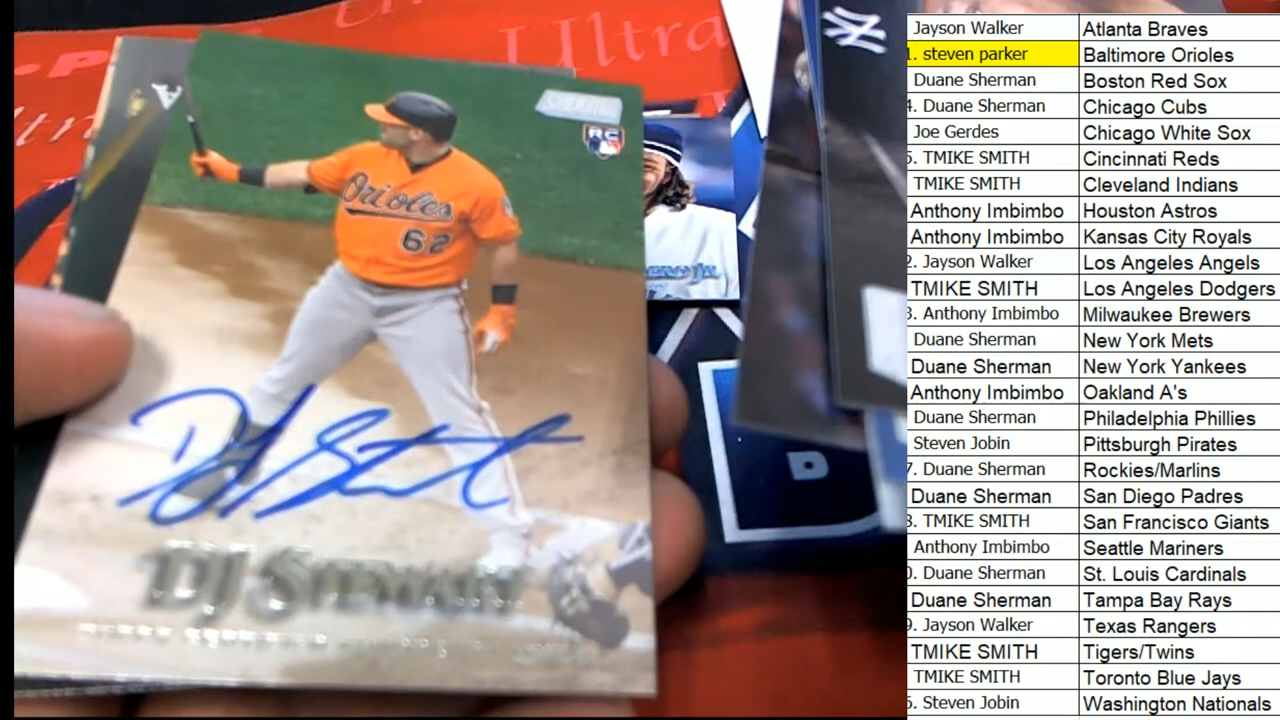 Ultra
RC
Orioles
62
DJ Stewart
Jayson Walker Atlanta Braves
1. steven parker Baltimore Orioles
Duane Sherman Boston Red Sox
4. Duane Sherman Chicago Cubs
Joe Gerdes Chicago White Sox
5. TMIKE SMITH Cincinnati Reds
TMIKE SMITH Cleveland Indians
Anthony Imbimbo Houston Astros
Anthony Imbimbo Kansas City Royals
2. Jayson Walker Los Angeles Angels
TMIKE SMITH Los Angeles Dodgers
3. Anthony Imbimbo Milwaukee Brewers
Duane Sherman New York Mets
Duane Sherman New York Yankees
Anthony Imbimbo Oakland A's
Duane Sherman Philadelphia Phillies
Steven Jobin Pittsburgh Pirates
7. Duane Sherman Rockies/Marlins
Duane Sherman San Diego Padres
8. TMIKE SMITH San Francisco Giants
Anthony Imbimbo Seattle Mariners
0. Duane Sherman St. Louis Cardinals
Duane Sherman Tampa Bay Rays
9. Jayson Walker Texas Rangers
TMIKE SMITH Tigers/Twins
TMIKE SMITH Toronto Blue Jays
6. Steven Jobin Washington Nationals